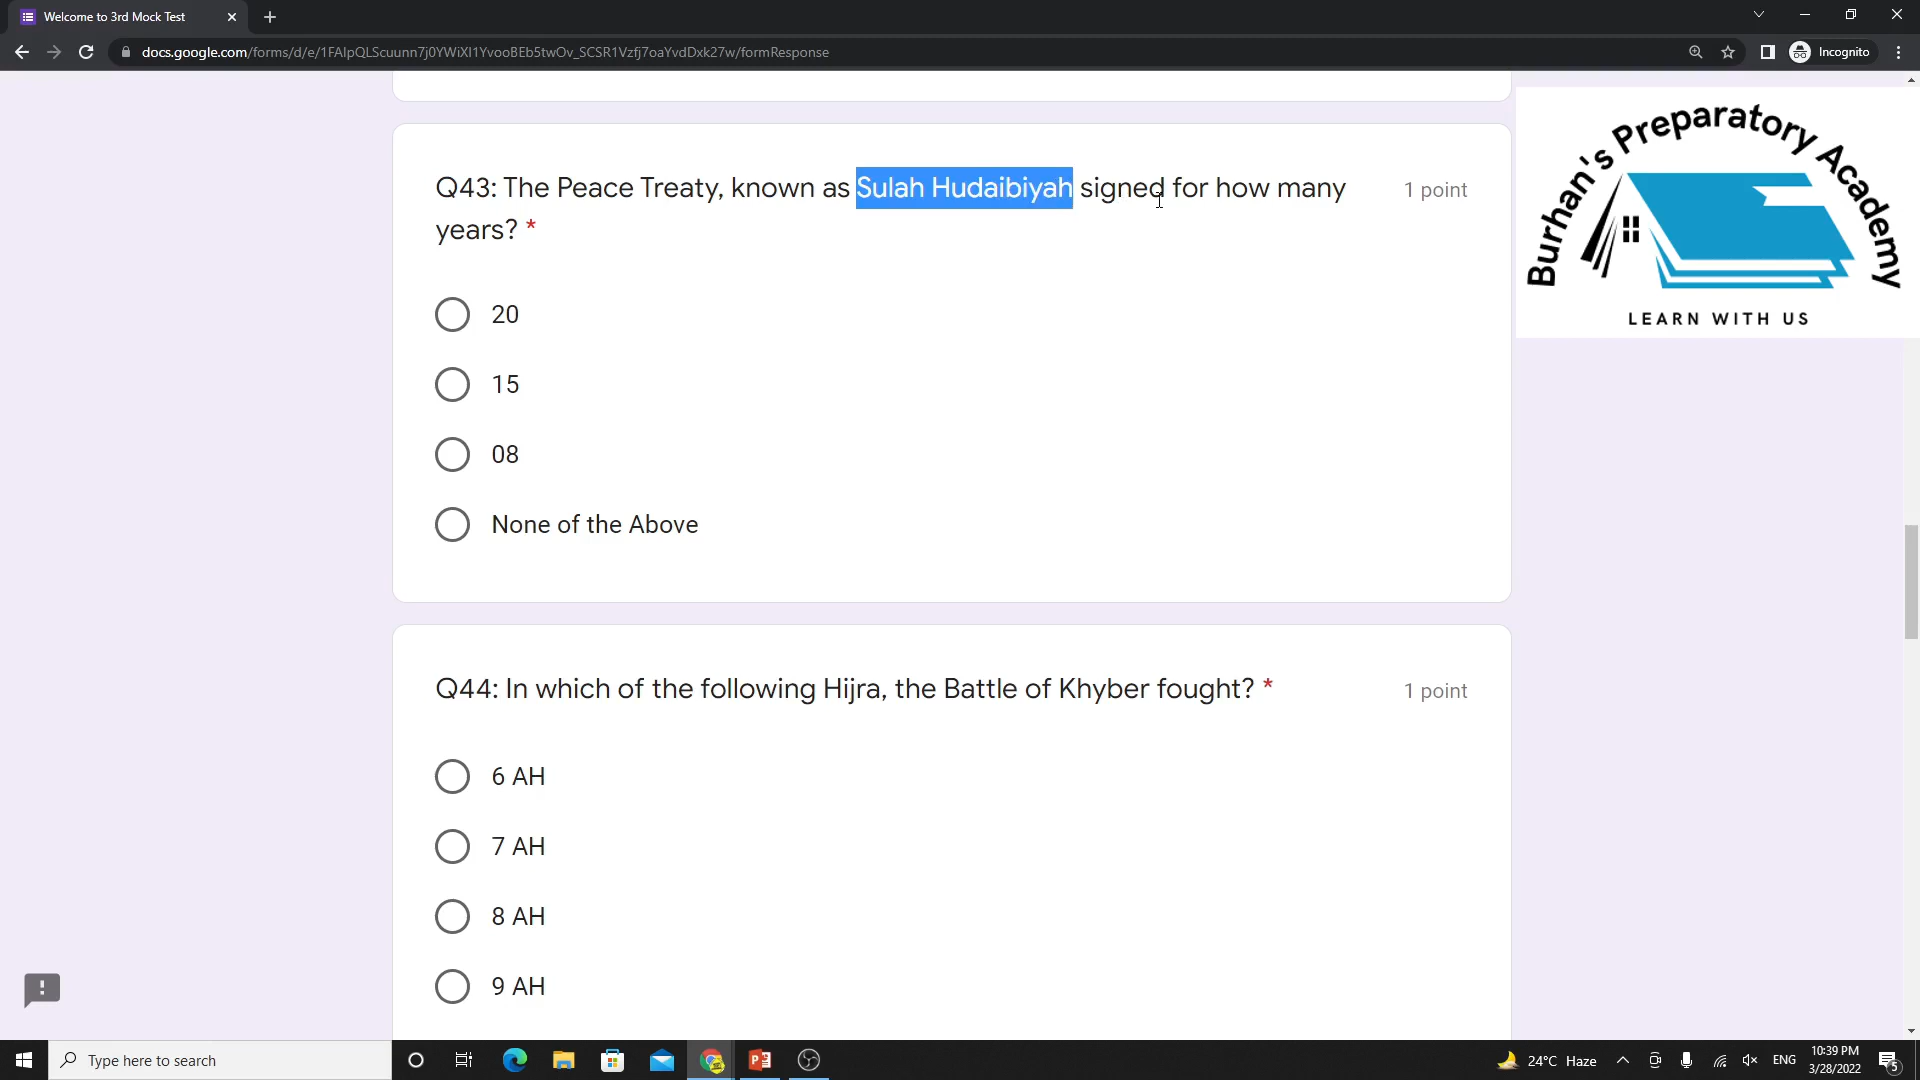 Welcome to 3rd Mock Test
docs.google.com/forms/d/e/1FAIpQLScuunn7j0YWiXI1YvooBEb5twOv_SCSR1Vzfj7oaYvdDxk27w/formResponse
Incognito
Burhan's Preparatory Academy
LEARN WITH US
Q43: The Peace Treaty, known as Sulah Hudaibiyah signed for how many
years? *
1 point
20
15
08
None of the Above
Q44: In which of the following Hijra, the Battle of Khyber fought? *
1 point
6 AH
7 AH
8 AH
9 AH
Type here to search
24°C Haze
ENG
10:39 PM
3/28/2022
5